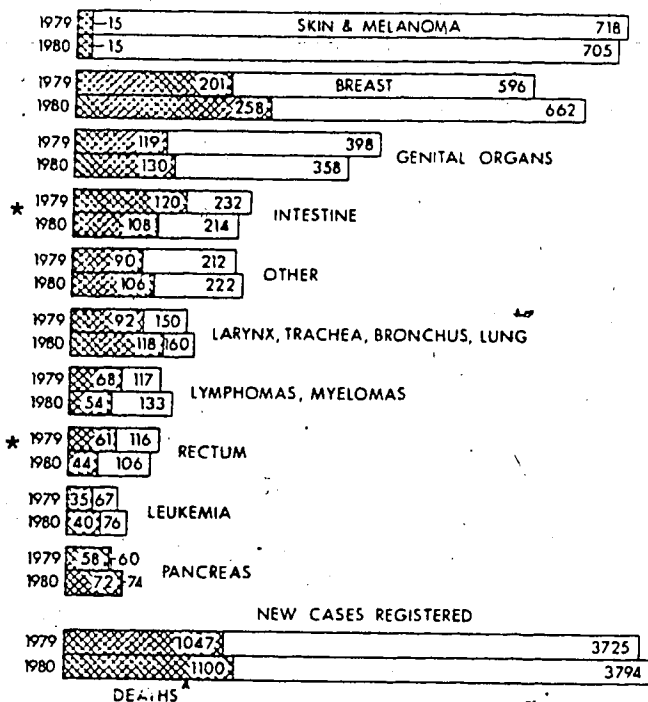 1979 15 SKIN & MELANOMA 718
1980 15 705
1979 201 BREAST 596
1980 258 662
1979 119 398
GENITAL ORGANS
1980 130 358
* 1979 120 232
INTESTINE
1980 108 214
1979 90 212
OTHER
1980 106 222
1979 92 150
LARYNX, TRACHEA, BRONCHUS, LUNG
1980 118 160
1979 68 117
LYMPHOMAS, MYELOMAS
1980 54 133
* 1979 61 116
RECTUM
1980 44 106
1979 35 67
LEUKEMIA
1980 40 76
1979 58 60
PANCREAS
1980 72 74
NEW CASES REGISTERED
1979 1047 3725
1980 1100 3794
DEATHS